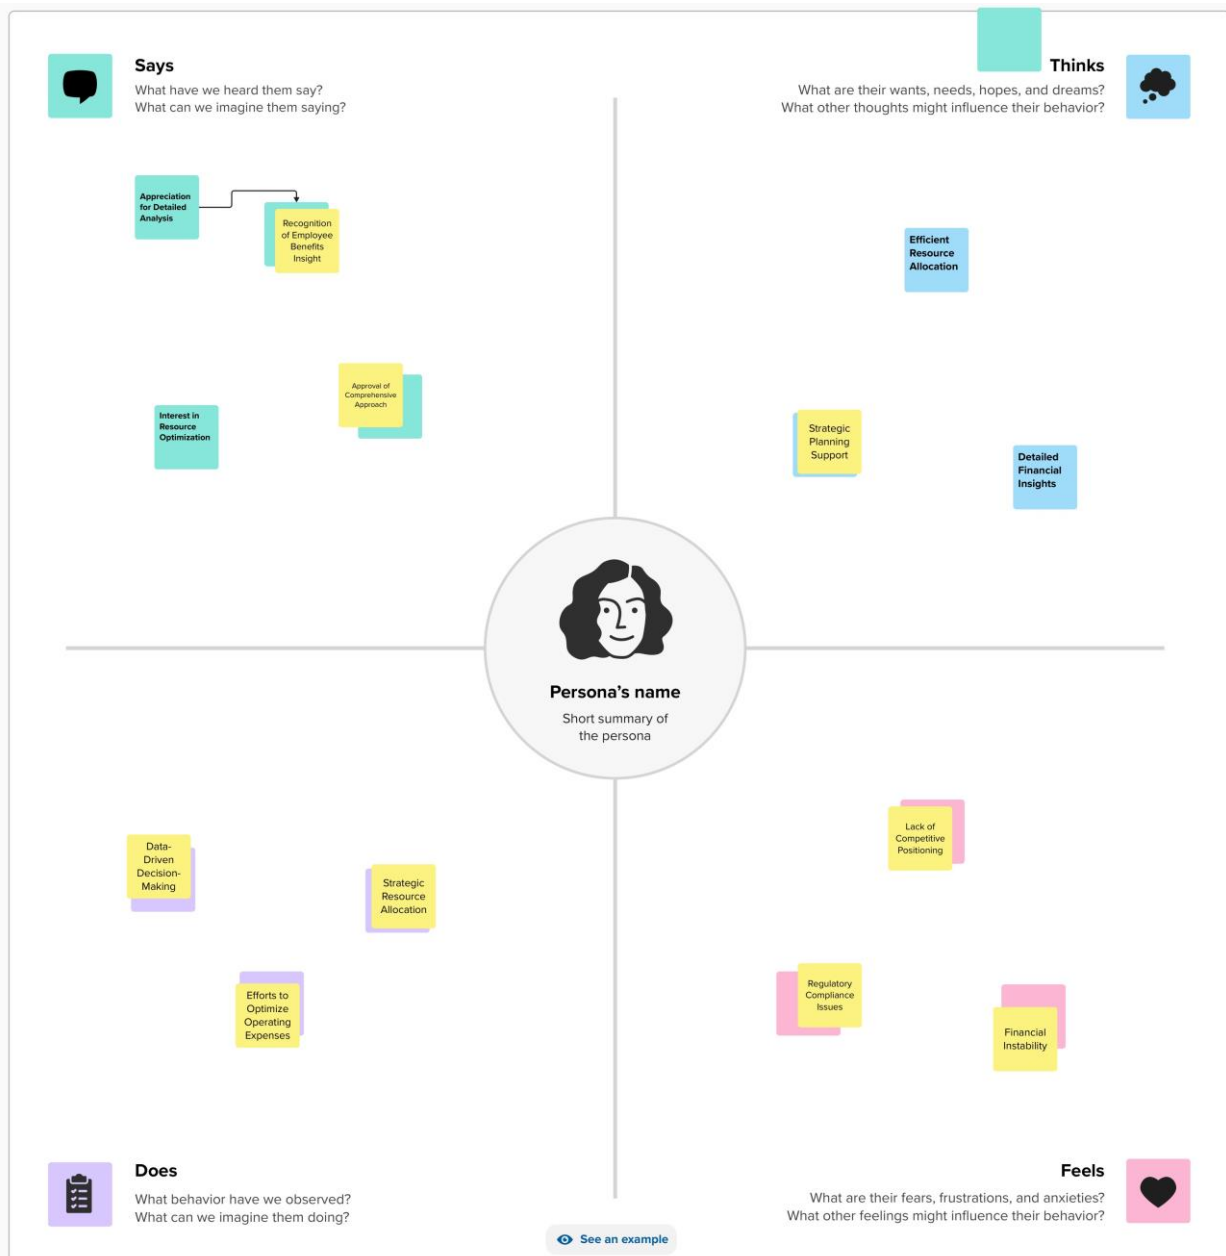 Says
What have we heard them say?
What can we imagine them saying?
Thinks
What are their wants, needs, hopes, and dreams?
What other thoughts might influence their behavior?
Appreciation
for Detailed
Analysis
Recognition
of Employee
Benefits
Insight
Approval of
Comprehensive
Approach
Interest in
Resource
Optimization
Efficient
Resource
Allocation
Strategic
Planning
Support
Detailed
Financial
Insights
Persona's name
Short summary of
the persona
Data-
Driven
Decision-
Making
Strategic
Resource
Allocation
Efforts to
Optimize
Operating
Expenses
Lack of
Competitive
Positioning
Regulatory
Compliance
Issues
Financial
Instability
Does
What behavior have we observed?
What can we imagine them doing?
Feels
What are their fears, frustrations, and anxieties?
What other feelings might influence their behavior?
See an example